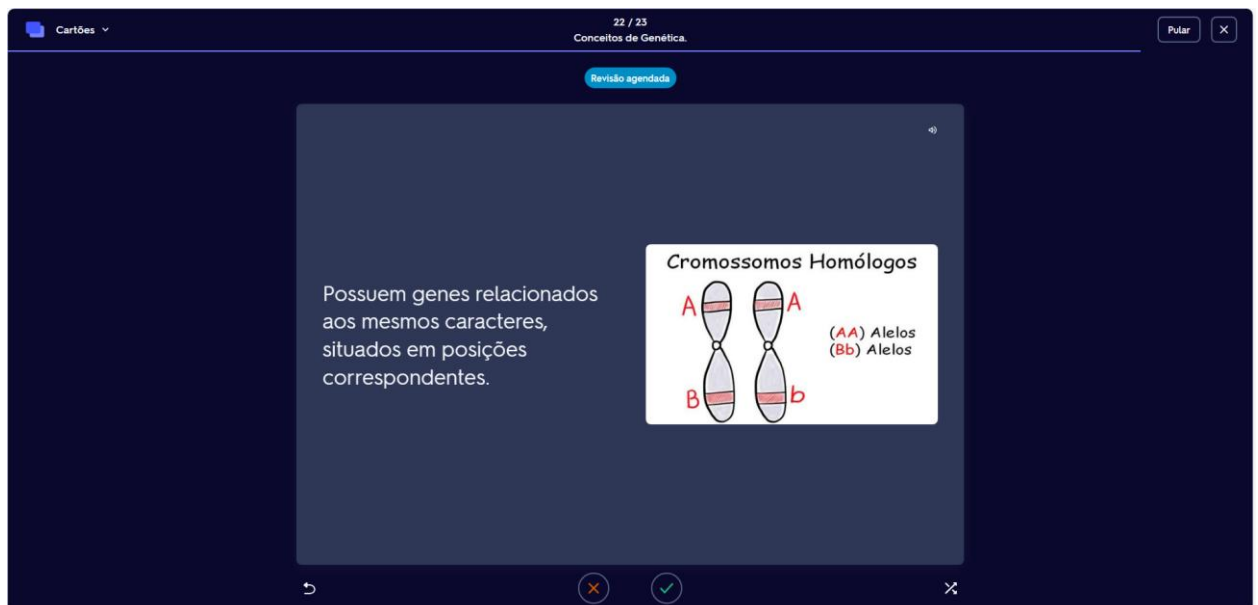 Cartões
22 / 23
Conceitos de Genética.
Pular
Revisão agendada
Possuem genes relacionados
aos mesmos caracteres,
situados em posições
correspondentes.
Cromossomos Homólogos
A A
(AA) Alelos
(Bb) Alelos
B b